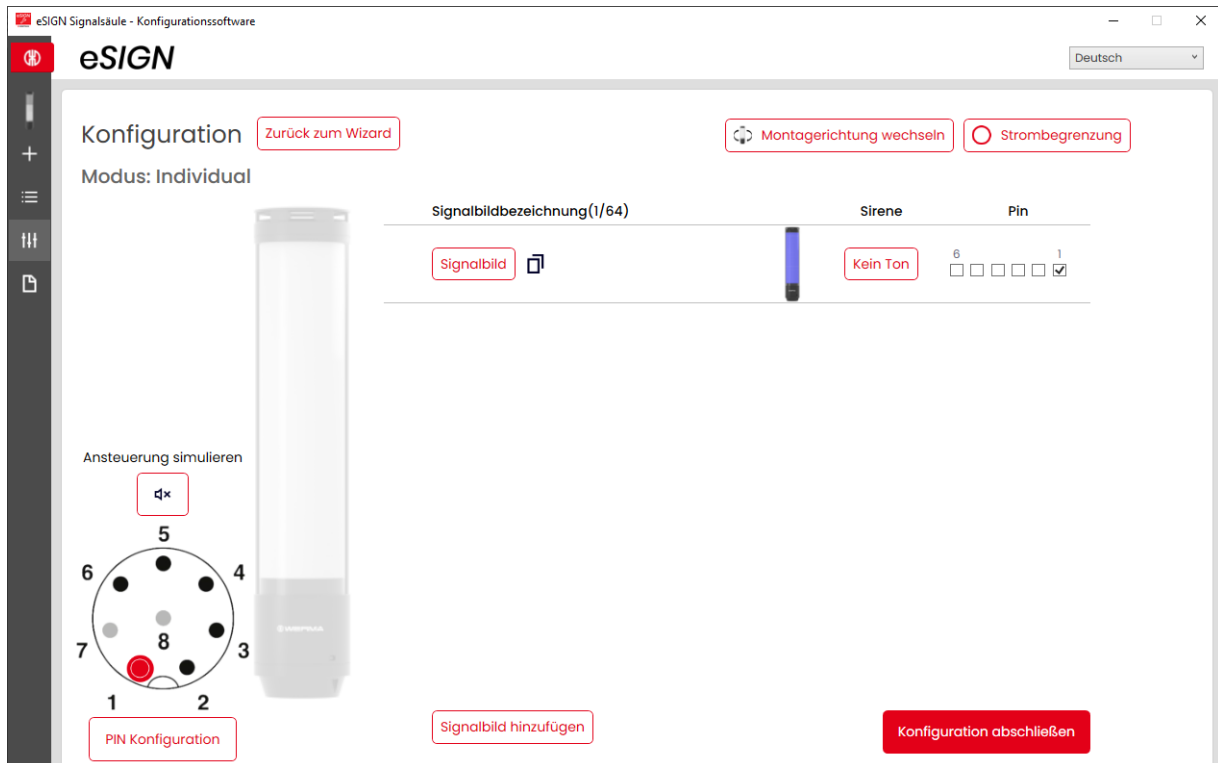 eSIGN Signalsäule - Konfigurationssoftware
eSIGN
Deutsch
Konfiguration
Zurück zum Wizard
Montagerichtung wechseln
Strombegrenzung
Modus: Individual
Signalbildbezeichnung(1/64)
Sirene
Pin
Signalbild
Kein Ton
6
1
Ansteuerung simulieren
5
6
4
7
8
3
1
2
WERMA
PIN Konfiguration
Signalbild hinzufügen
Konfiguration abschließen